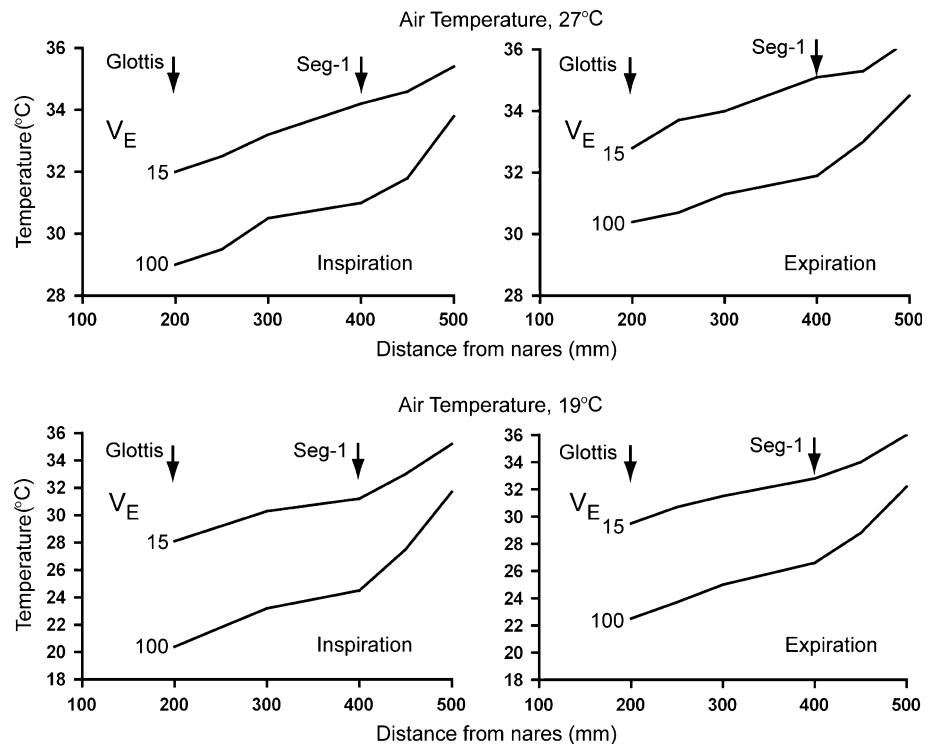 Air Temperature, 27°C
36
34
32
30
28
Temperature (°C)
Glottis
Seg-1
V_E
15
100
Inspiration
100 200 300 400 500
36
34
32
30
28
Glottis
Seg-1
V_E
15
100
Expiration
100 200 300 400 500
Distance from nares (mm)
Air Temperature, 19°C
36
34
32
30
28
26
24
22
20
18
Temperature (°C)
Glottis
Seg-1
V_E
15
100
Inspiration
100 200 300 400 500
36
34
32
30
28
26
24
22
20
18
Glottis
Seg-1
V_E
15
100
Expiration
100 200 300 400 500
Distance from nares (mm)